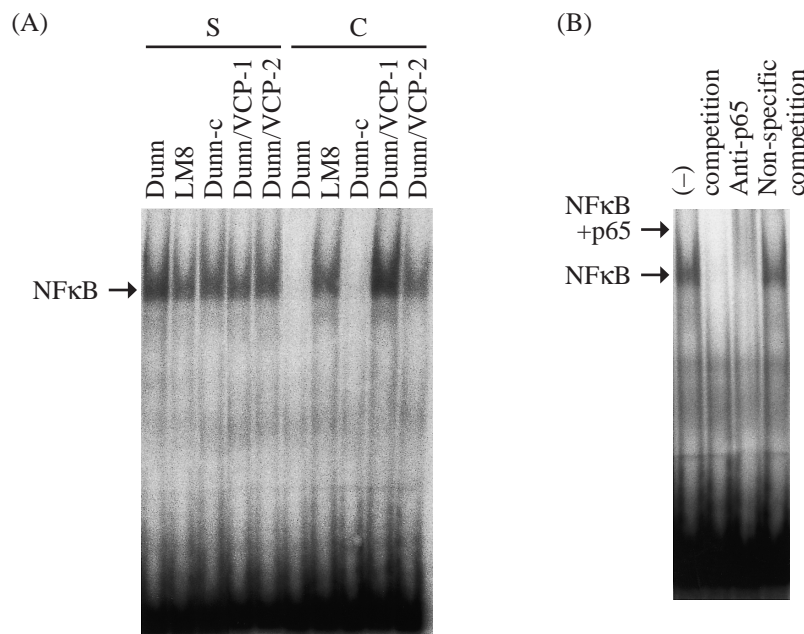 (A)
S
C
Dunn
LM8
Dunn-c
Dunn/VCP-1
Dunn/VCP-2
Dunn
LM8
Dunn-c
Dunn/VCP-1
Dunn/VCP-2
NFκB
(B)
(–)
competition
Anti-p65
Non-specific
competition
NFκB
+p65
NFκB